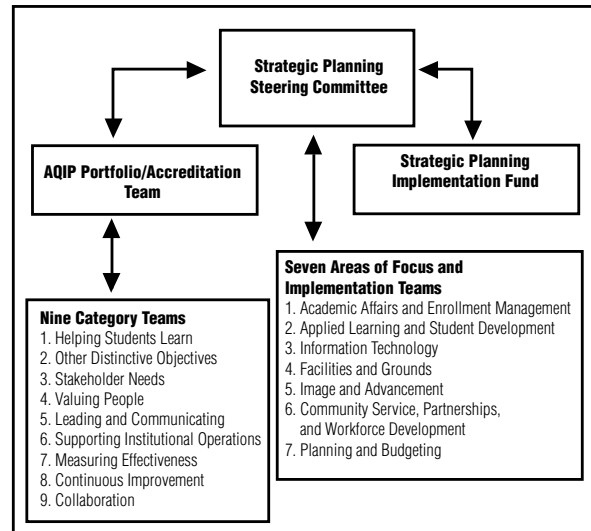 Strategic Planning
Steering Committee
AQIP Portfolio/Accreditation
Team
Strategic Planning
Implementation Fund
Nine Category Teams
1. Helping Students Learn
2. Other Distinctive Objectives
3. Stakeholder Needs
4. Valuing People
5. Leading and Communicating
6. Supporting Institutional Operations
7. Measuring Effectiveness
8. Continuous Improvement
9. Collaboration
Seven Areas of Focus and
Implementation Teams
1. Academic Affairs and Enrollment Management
2. Applied Learning and Student Development
3. Information Technology
4. Facilities and Grounds
5. Image and Advancement
6. Community Service, Partnerships,
and Workforce Development
7. Planning and Budgeting